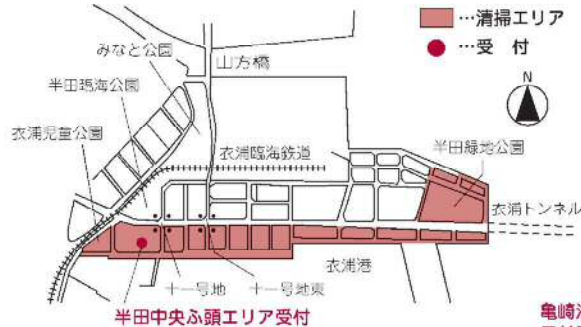 …清掃エリア
…受 付
N
みなと公園
山方橋
半田臨海公園
衣浦児童公園
衣浦臨海鉄道
半田緑地公園
衣浦トンネル
衣浦港
十一号地
十一号地東
半田中央ふ頭エリア受付
亀崎